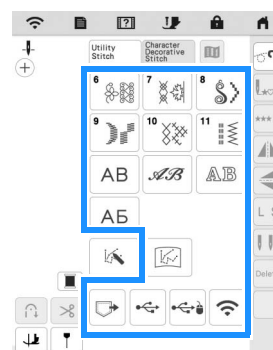 Utility Stitch
Character Decorative Stitch
6 7 8
9 10 11
AB AB AB
АБ
L S
Delete